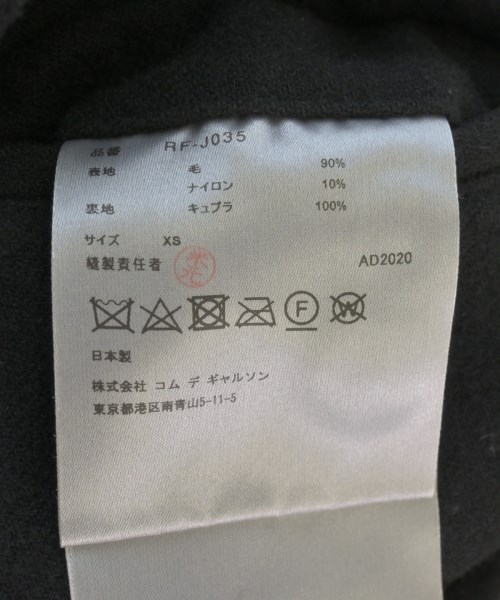 品番 RF-J035
表地 毛 90%
ナイロン 10%
裏地 キュプラ 100%
サイズ XS
縫製責任者
AD2020
F W
日本製
株式会社 コム デ ギャルソン
東京都港区南青山5-11-5